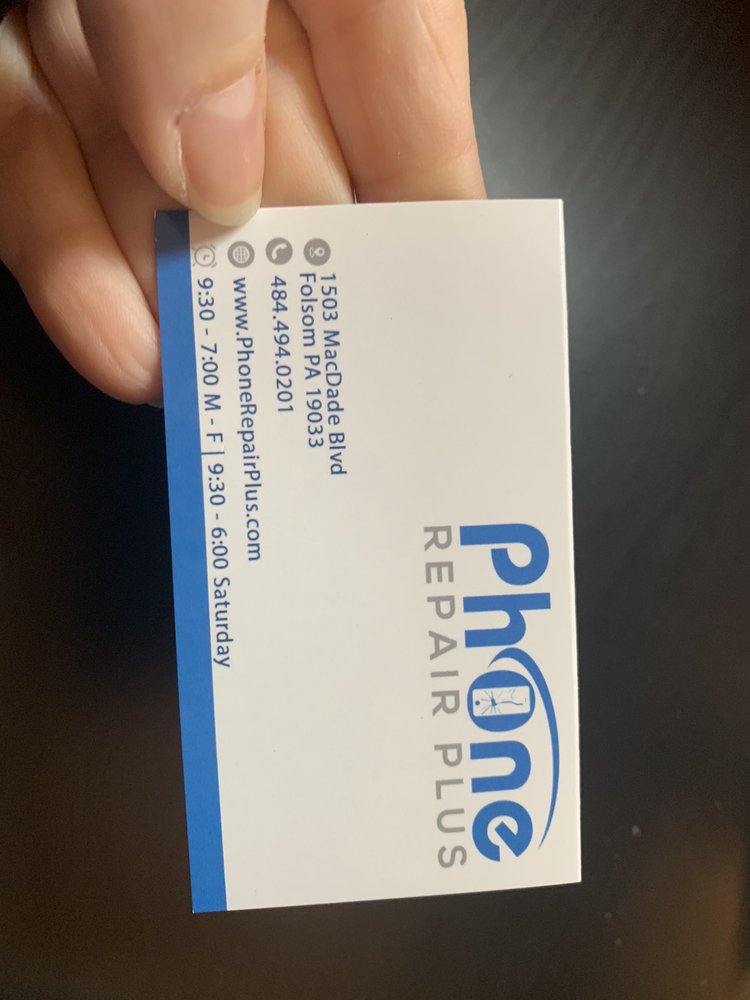 Phone
REPAIR PLUS
1503 MacDade Blvd
Folsom PA 19033
484.494.0201
www.PhoneRepairPlus.com
9:30 - 7:00 M - F | 9:30 - 6:00 Saturday